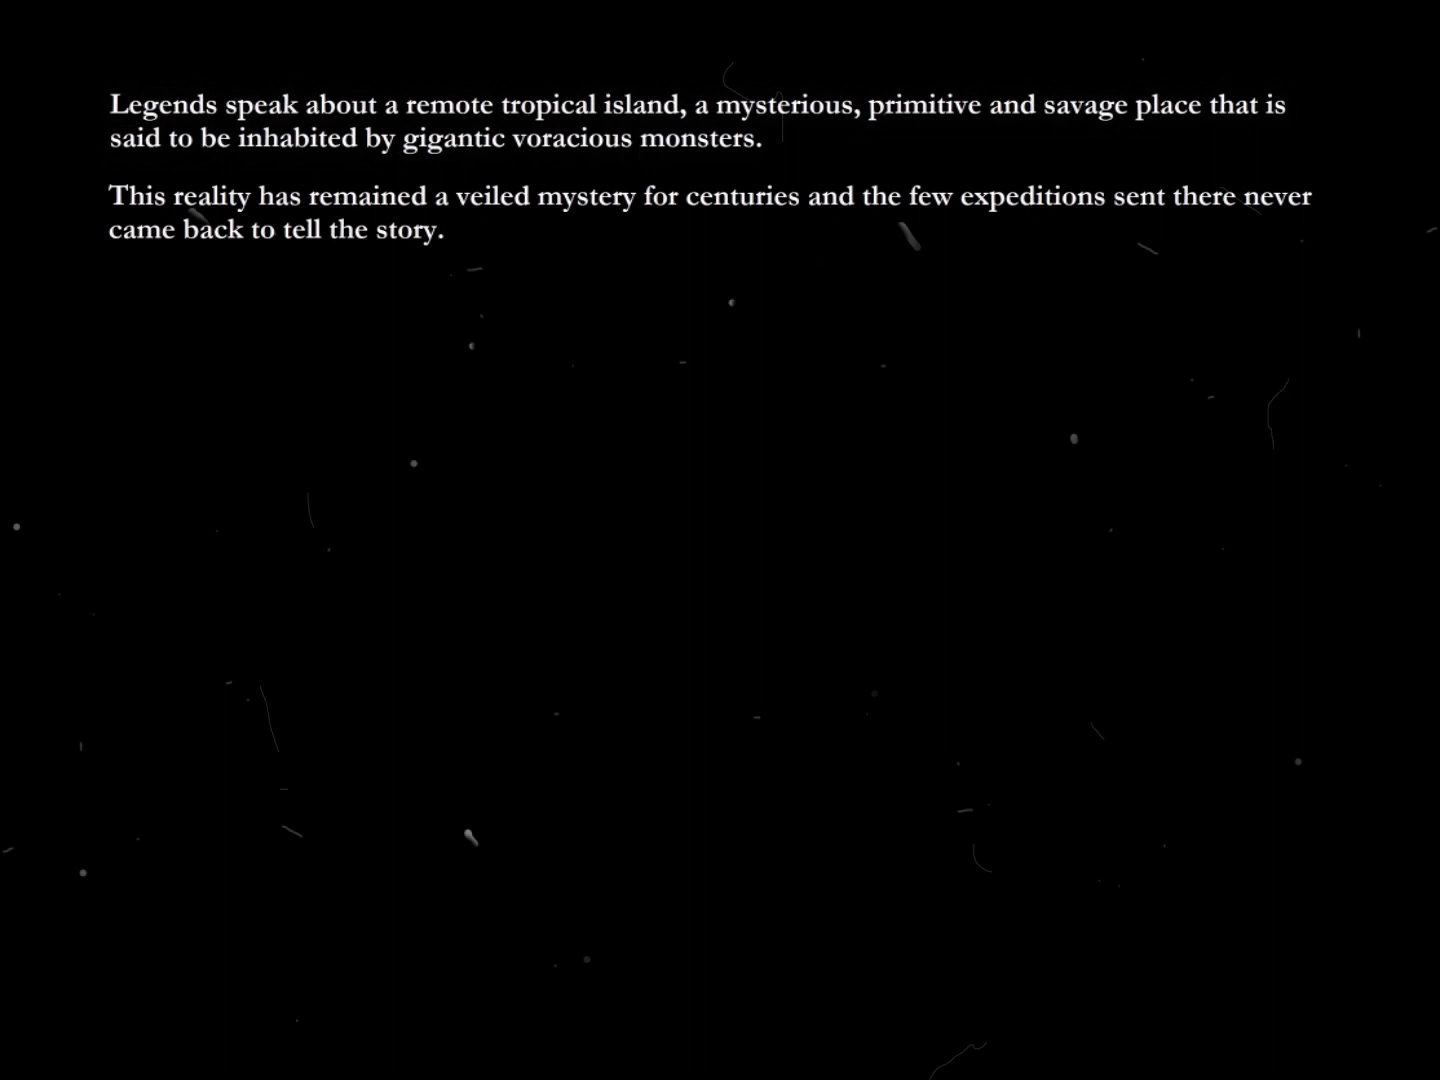 Legends speak about a remote tropical island, a mysterious, primitive and savage place that is
said to be inhabited by gigantic voracious monsters.
This reality has remained a veiled mystery for centuries and the few expeditions sent there never
came back to tell the story.